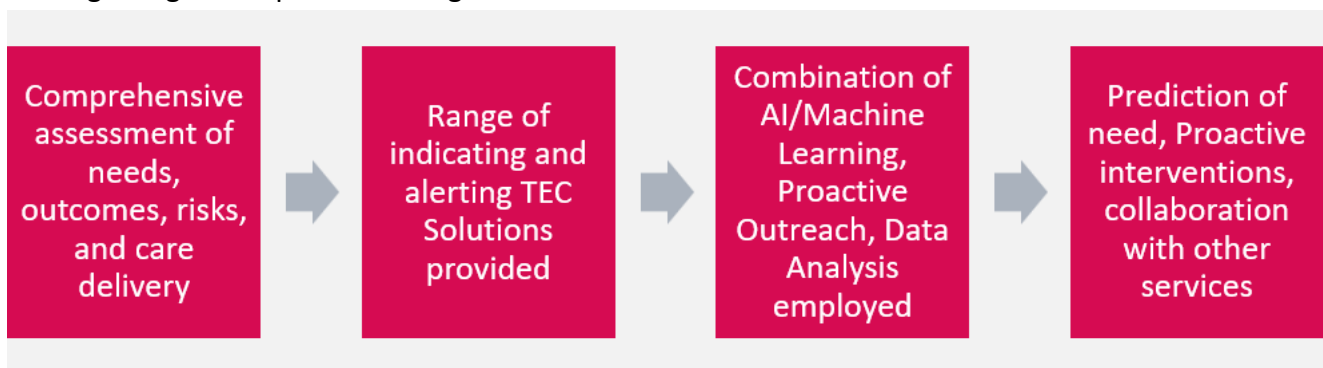 Comprehensive
assessment of
needs,
outcomes, risks,
and care
delivery
Range of
indicating and
alerting TEC
Solutions
provided
Combination of
AI/Machine
Learning,
Proactive
Outreach, Data
Analysis
employed
Prediction of
need, Proactive
interventions,
collaboration
with other
services